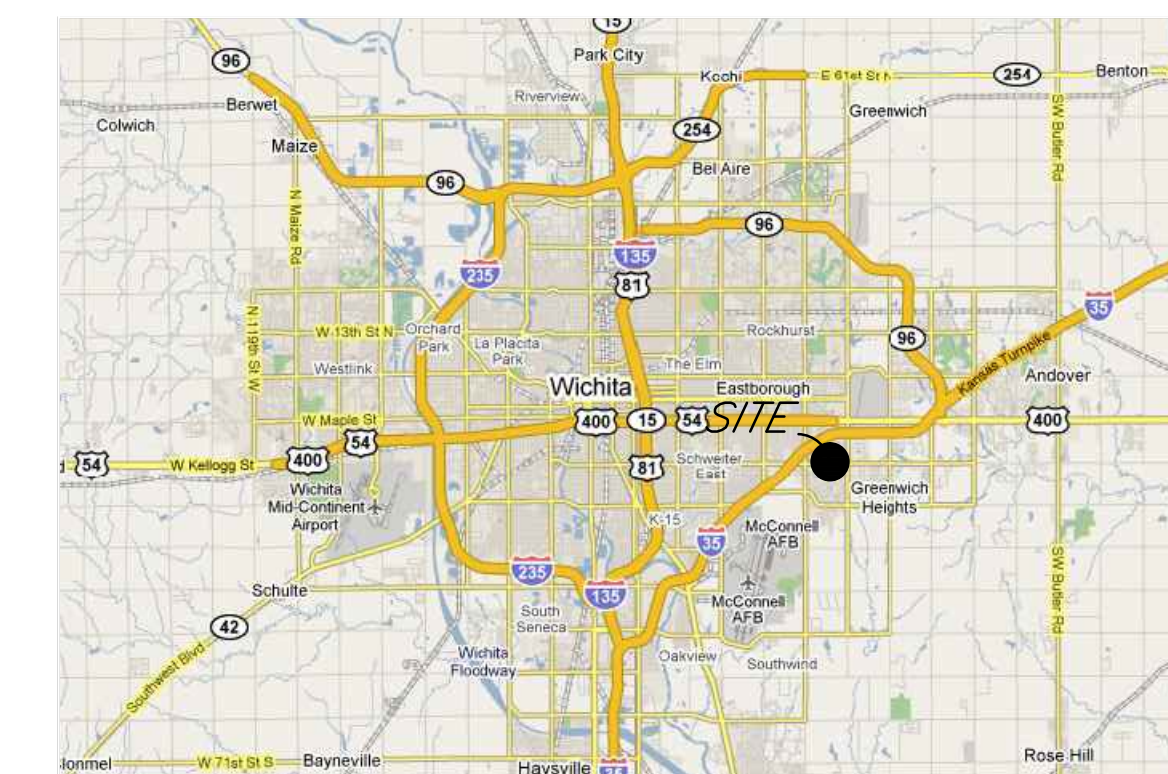 15
Park City
96
Kechi
E 61st St N
254
Benton
Berwet
Riverview
Greenwich
Colwich
SW Butler Rd
254
Maize
Bel Aire
96
N Maize Rd
96
135
235
81
35
N 119th St W
W 13th St N
Orchard
Park
Rockhurst
96
La Placita
Park
Kansas Turnpike
Westlink
The Elm
Andover
Wichita
Eastborough
SITE
W Maple St
400
15
54
400
54
54
W Kellogg St
400
81
Schweiter
East
Wichita
Mid-Continent
Airport
Greenwich
Heights
K-15
McConnell
AFB
35
235
135
SW Butler Rd
Schulte
McConnell
AFB
South
Seneca
42
Southwest Blvd
Wichita
Floodway
Oakview
Southwind
W 71st St S
Bayneville
Haysville
Rose Hill